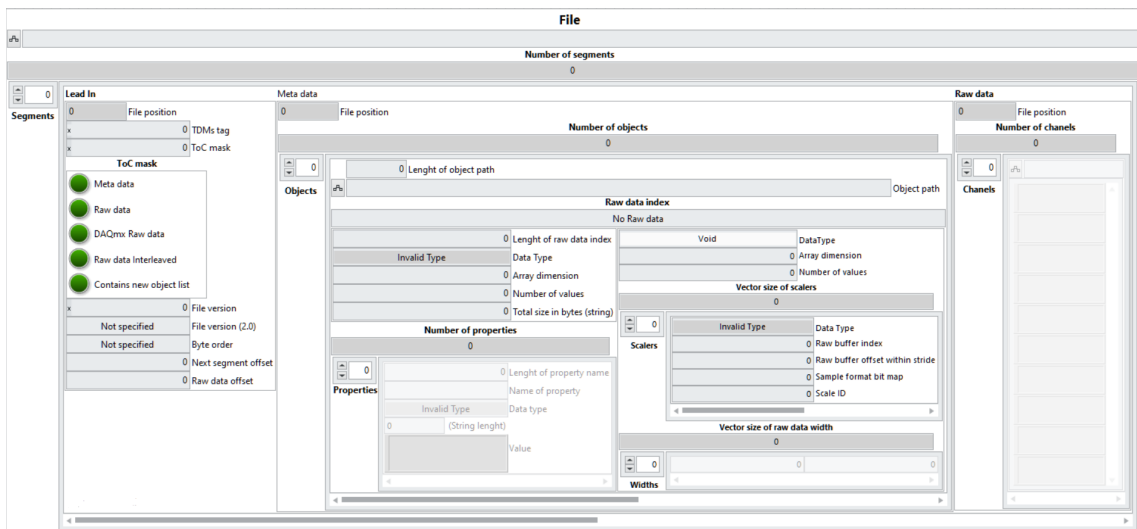 File
Number of segments
0
0
Segments
Lead In
0 File position
x 0 TDMs tag
x 0 ToC mask
ToC mask
Meta data
Raw data
DAQmx Raw data
Raw data Interleaved
Contains new object list
x 0 File version
Not specified File version (2.0)
Not specified Byte order
0 Next segment offset
0 Raw data offset
Meta data
0 File position
Number of objects
0
0
Objects
0 Lenght of object path
Object path
Raw data index
No Raw data
0 Lenght of raw data index
Invalid Type Data Type
0 Array dimension
0 Number of values
0 Total size in bytes (string)
Number of properties
0
0
Properties
0 Lenght of property name
Name of property
Invalid Type Data type
0 (String lenght)
Value
Void DataType
0 Array dimension
0 Number of values
Vector size of scalers
0
0
Scalers
Invalid Type Data Type
0 Raw buffer index
0 Raw buffer offset within stride
0 Sample format bit map
0 Scale ID
Vector size of raw data width
0
0
Widths
0 0
Raw data
0 File position
Number of chanels
0
0
Chanels